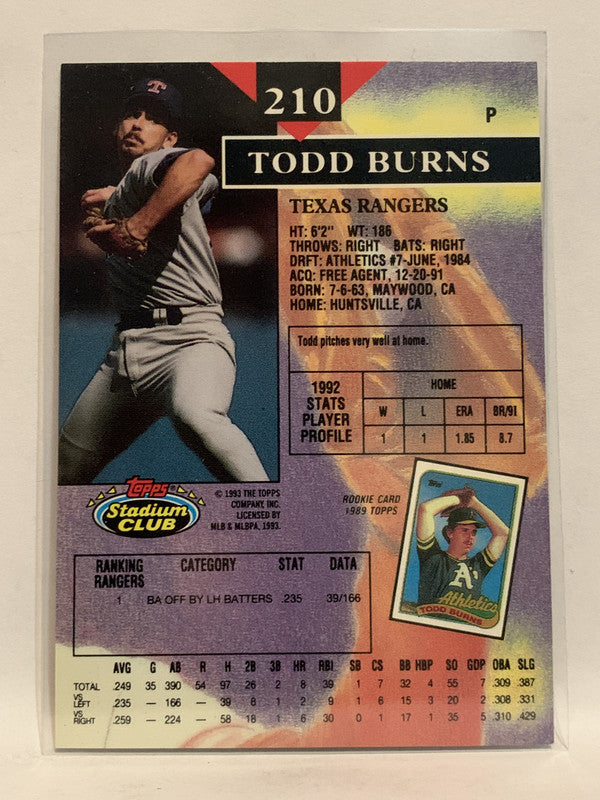 210
P
TODD BURNS
TEXAS RANGERS
HT: 6'2" WT: 186
THROWS: RIGHT BATS: RIGHT
DRFT: ATHLETICS #7-JUNE, 1984
ACQ: FREE AGENT, 12-20-91
BORN: 7-6-63, MAYWOOD, CA
HOME: HUNTSVILLE, CA
Todd pitches very well at home.
1992 STATS PLAYER PROFILE
HOME
W L ERA BR/9I
1 1 1.85 8.7
Topps
Stadium
CLUB
© 1993 THE TOPPS
COMPANY, INC.
LICENSED BY
MLB & MLBPA, 1993.
ROOKIE CARD
1989 TOPPS
Topps
A's
Athletics
TODD BURNS
RANKING RANGERS CATEGORY STAT DATA
1 BA OFF BY LH BATTERS .235 39/166
AVG G AB R H 2B 3B HR RBI SB CS BB HBP SO GDP OBA SLG
TOTAL .249 35 390 54 97 26 2 8 39 1 7 32 4 55 7 .309 .387
VS LEFT .235 — 166 — 39 8 1 2 9 1 6 15 3 20 2 .308 .331
VS RIGHT .259 — 224 — 58 18 1 6 30 0 1 17 1 35 5 .310 .429